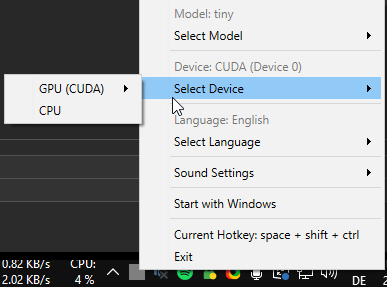 Model: tiny
Select Model
Device: CUDA (Device 0)
GPU (CUDA)
Select Device
CPU
Language: English
Select Language
Sound Settings
Start with Windows
Current Hotkey: space + shift + ctrl
Exit
0.82 KB/s
CPU:
2.02 KB/s
4 %
DE